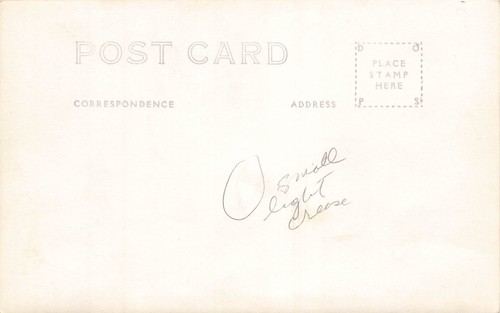 POST CARD
CORRESPONDENCE
ADDRESS
D O
PLACE
STAMP
HERE
P S
small
light
crease